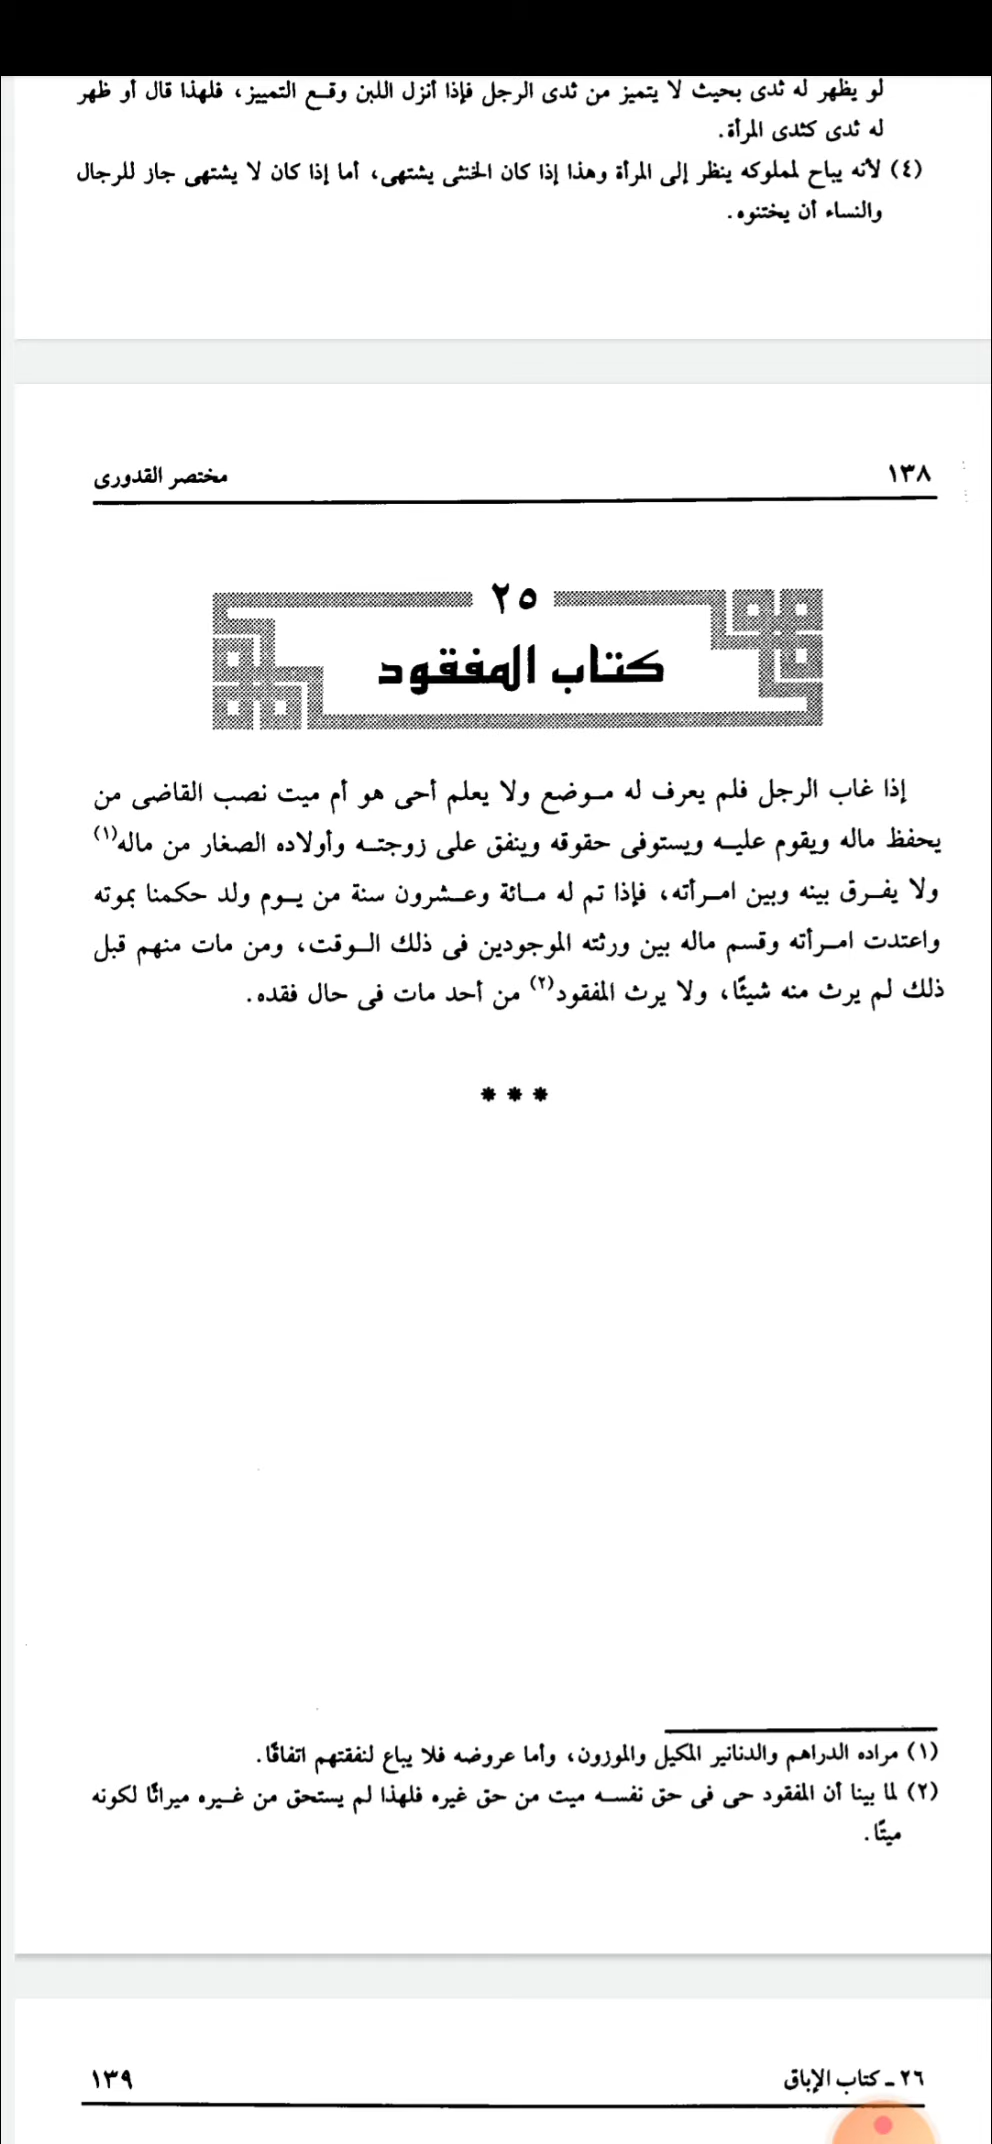 لو يظهر له ثدى بحيث لا يتميز من ثدى الرجل فإذا أنزل اللبن وقع التمييز، فلهذا قال أو ظهر
له ثدى كثدى المرأة.
(٤) لأنه يباح لمملوكه ينظر إلى المرأة وهذا إذا كان الخنثى يشتهى، أما إذا كان لا يشتهى جاز للرجال
والنساء أن يختنوه.
١٣٨ مختصر القدورى
٢٥
كتاب المفقود
إذا غاب الرجل فلم يعرف له موضع ولا يعلم أحى هو أم ميت نصب القاضى من
يحفظ ماله ويقوم عليه ويستوفى حقوقه وينفق على زوجته وأولاده الصغار من ماله(١)
ولا يفرق بينه وبين امرأته، فإذا تم له مائة وعشرون سنة من يوم ولد حكمنا بموته
واعتدت امرأته وقسم ماله بين ورثته الموجودين فى ذلك الوقت، ومن مات منهم قبل
ذلك لم يرث منه شيئًا، ولا يرث المفقود(٢) من أحد مات فى حال فقده.
* * *
(١) مراده الدراهم والدنانير المكيل والموزون، وأما عروضه فلا يباع لنفقتهم اتفاقًا.
(٢) لما بينا أن المفقود حى فى حق نفسه ميت من حق غيره فلهذا لم يستحق من غيره ميراثًا لكونه
ميتًا.
٢٦ ـ كتاب الإباق ١٣٩